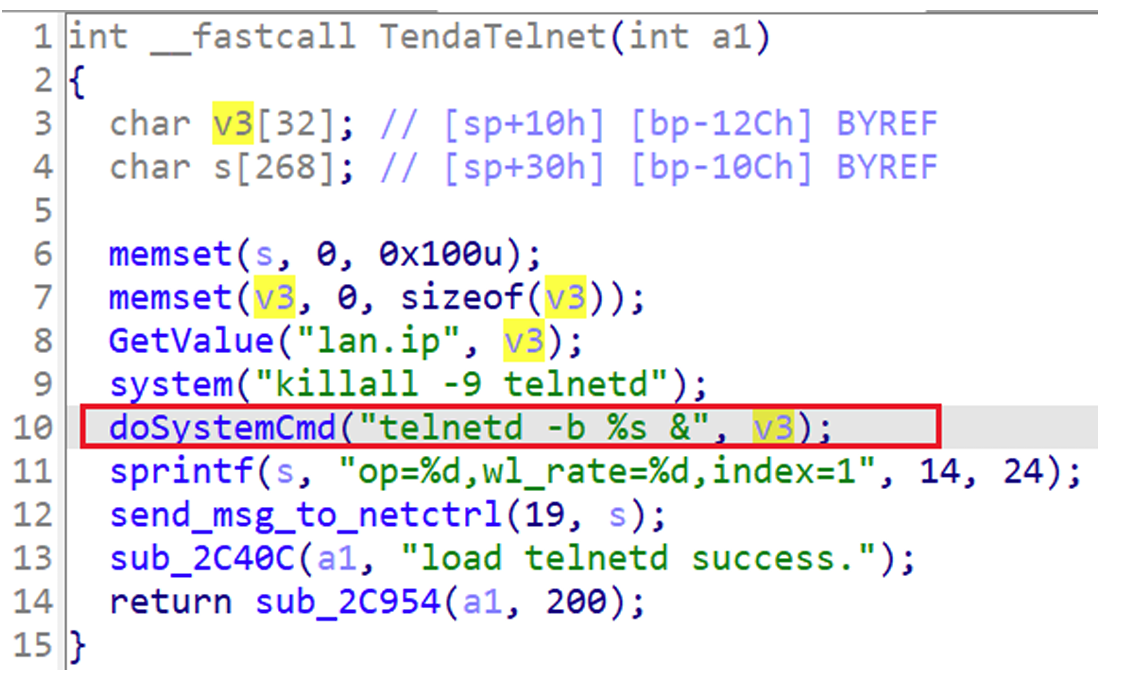 1 int __fastcall TendaTelnet(int a1)
2 {
3 char v3[32]; // [sp+10h] [bp-12Ch] BYREF
4 char s[268]; // [sp+30h] [bp-10Ch] BYREF
5
6 memset(s, 0, 0x100u);
7 memset(v3, 0, sizeof(v3));
8 GetValue("lan.ip", v3);
9 system("killall -9 telnetd");
10 doSystemCmd("telnetd -b %s &", v3);
11 sprintf(s, "op=%d,wl_rate=%d,index=1", 14, 24);
12 send_msg_to_netctrl(19, s);
13 sub_2C40C(a1, "load telnetd success.");
14 return sub_2C954(a1, 200);
15 }